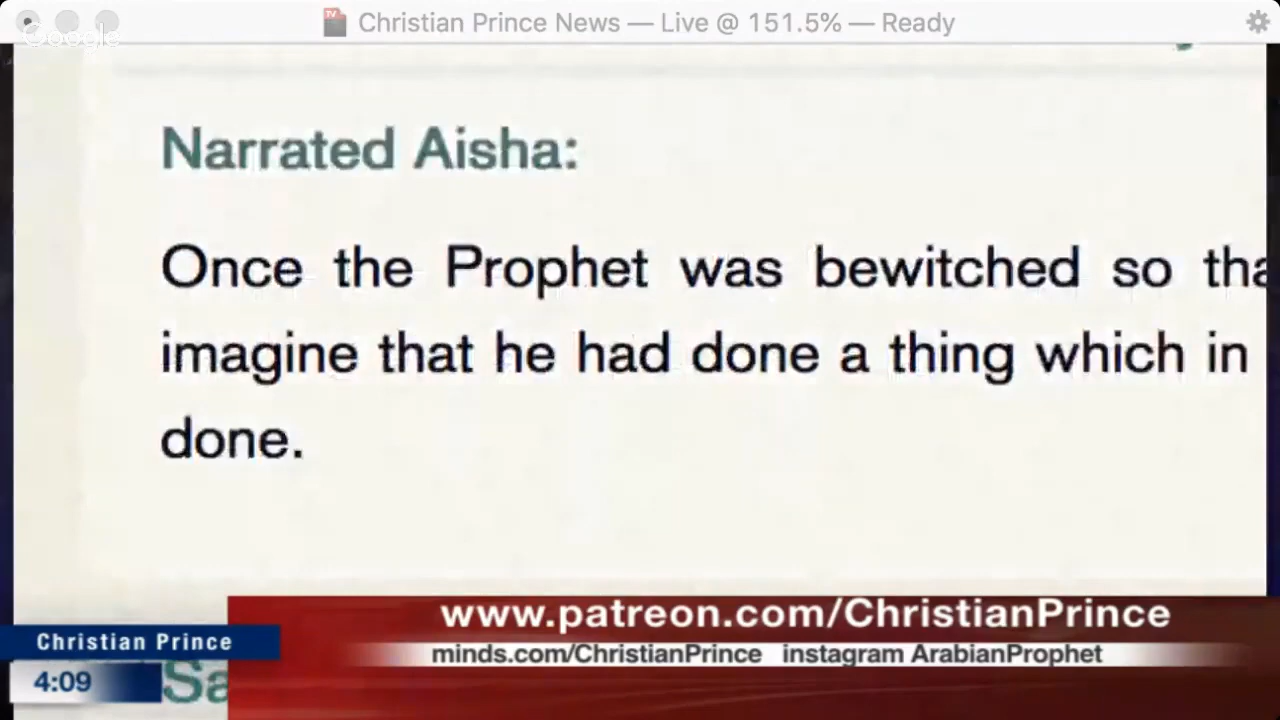 Christian Prince News — Live @ 151.5% — Ready
Google
Narrated Aisha:
Once the Prophet was bewitched so
imagine that he had done a thing which in
done.
www.patreon.com/ChristianPrince
Christian Prince
minds.com/ChristianPrince instagram ArabianProphet
4:09